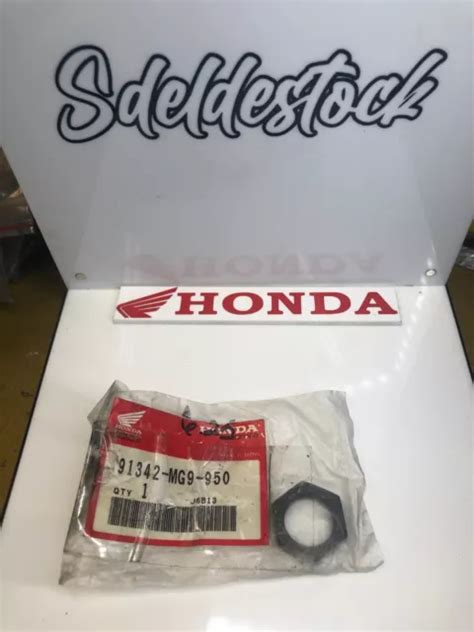 Sdeldestock
HONDA
HONDA
91342-MG9-950
QTY 1
J6B13